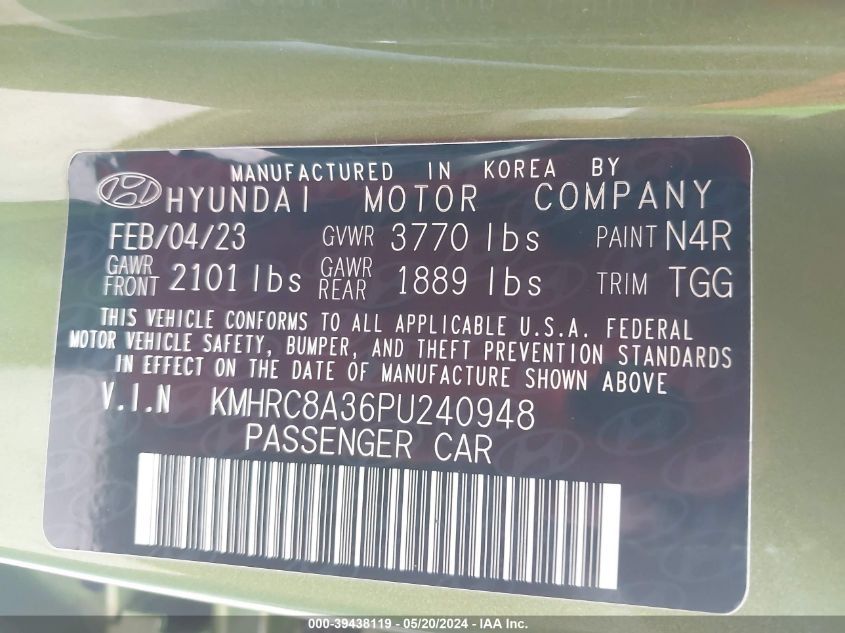 MANUFACTURED IN KOREA BY
HYUNDAI MOTOR COMPANY
FEB/04/23 GVWR 3770 lbs PAINT N4R
GAWR FRONT 2101 lbs GAWR REAR 1889 lbs TRIM TGG
THIS VEHICLE CONFORMS TO ALL APPLICABLE U.S.A. FEDERAL
MOTOR VEHICLE SAFETY, BUMPER, AND THEFT PREVENTION STANDARDS
IN EFFECT ON THE DATE OF MANUFACTURE SHOWN ABOVE
V.I.N KMHRC8A36PU240948
PASSENGER CAR
000-39438119 - 05/20/2024 - IAA Inc.